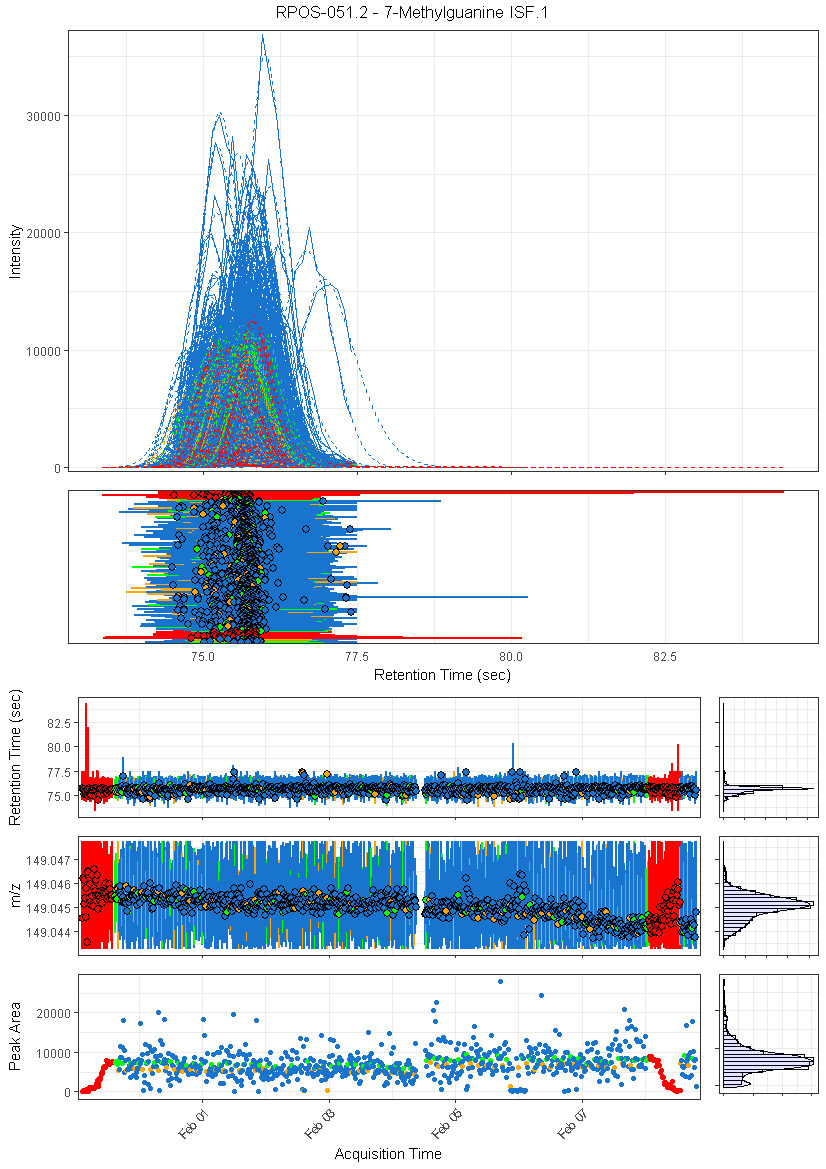 RPOS-051.2 - 7-Methylguanine ISF.1
Intensity
30000
20000
10000
0
75.0 77.5 80.0 82.5
Retention Time (sec)
Retention Time (sec)
82.5
80.0
77.5
75.0
m/z
149.047
149.046
149.045
149.044
Peak Area
20000
10000
0
Feb 01 Feb 03 Feb 05 Feb 07
Acquisition Time